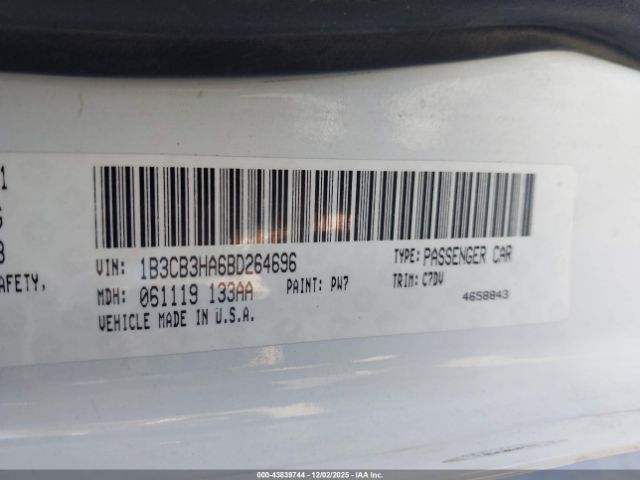 1
VIN: 1B3CB3HA6BD264696
TYPE: PASSENGER CAR
AFETY,
MDH: 061119 133AA
PAINT: PW7
TRIM: C7DV
VEHICLE MADE IN U.S.A.
4658843
000-43839744 - 12/02/2025 - IAA Inc.